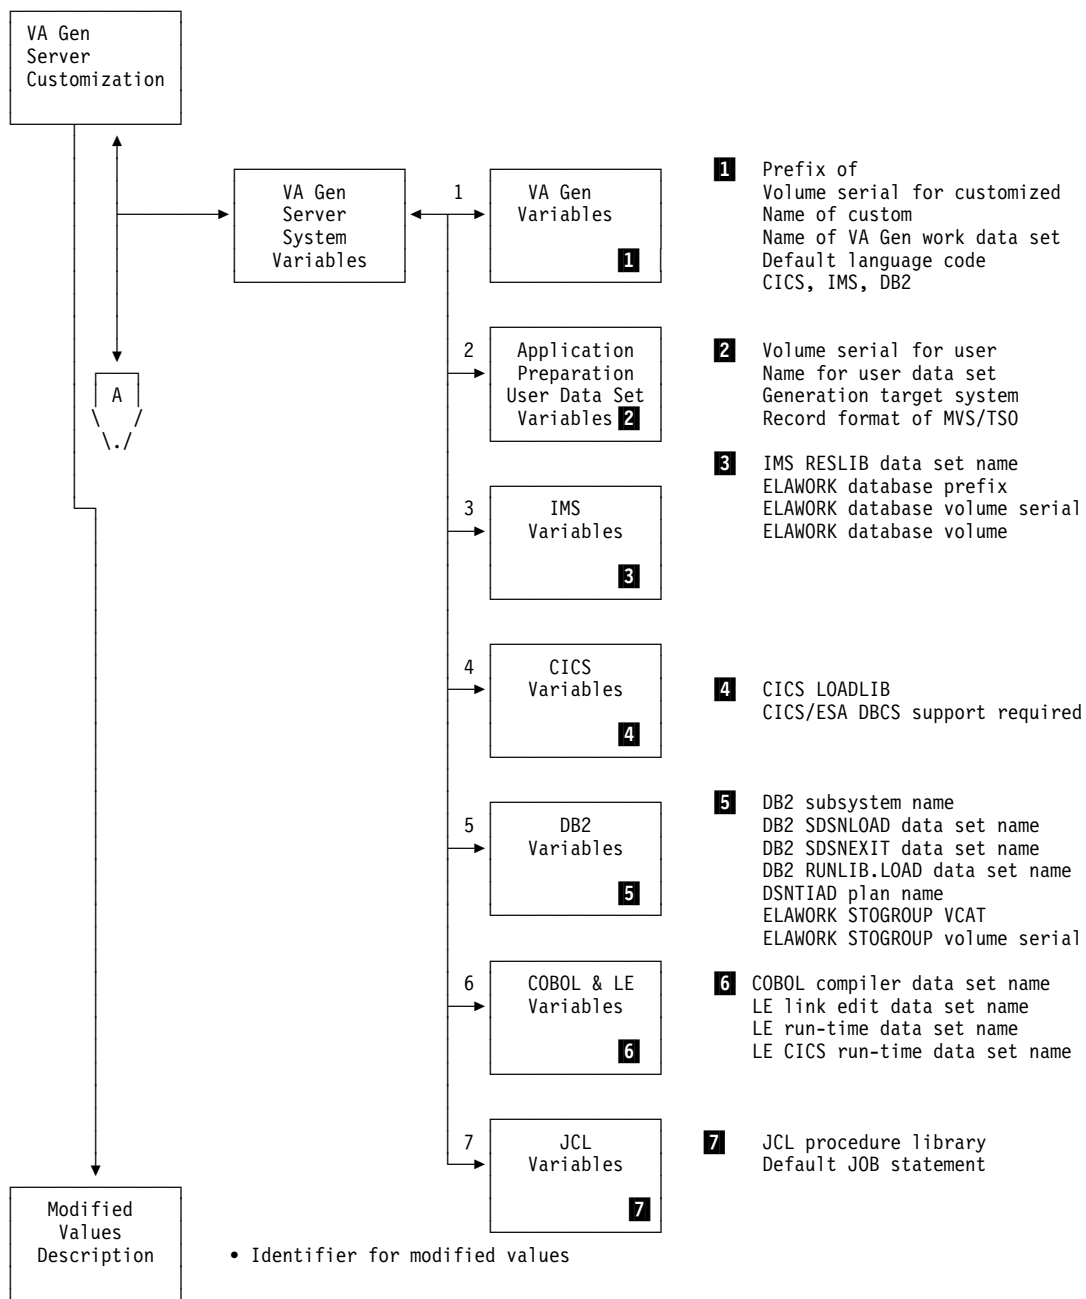 VA Gen
Server
Customization
VA Gen
Server
System
Variables
1
VA Gen
Variables
1
1 Prefix of
Volume serial for customized
Name of custom
Name of VA Gen work data set
Default language code
CICS, IMS, DB2
2
Application
Preparation
User Data Set
Variables 2
2 Volume serial for user
Name for user data set
Generation target system
Record format of MVS/TSO
A
3
IMS
Variables
3
3 IMS RESLIB data set name
ELAWORK database prefix
ELAWORK database volume serial
ELAWORK database volume
4
CICS
Variables
4
4 CICS LOADLIB
CICS/ESA DBCS support required
5
DB2
Variables
5
5 DB2 subsystem name
DB2 SDSNLOAD data set name
DB2 SDSNEXIT data set name
DB2 RUNLIB.LOAD data set name
DSNTIAD plan name
ELAWORK STOGROUP VCAT
ELAWORK STOGROUP volume serial
6
COBOL & LE
Variables
6
6 COBOL compiler data set name
LE link edit data set name
LE run-time data set name
LE CICS run-time data set name
7
JCL
Variables
7
7 JCL procedure library
Default JOB statement
Modified
Values
Description
• Identifier for modified values